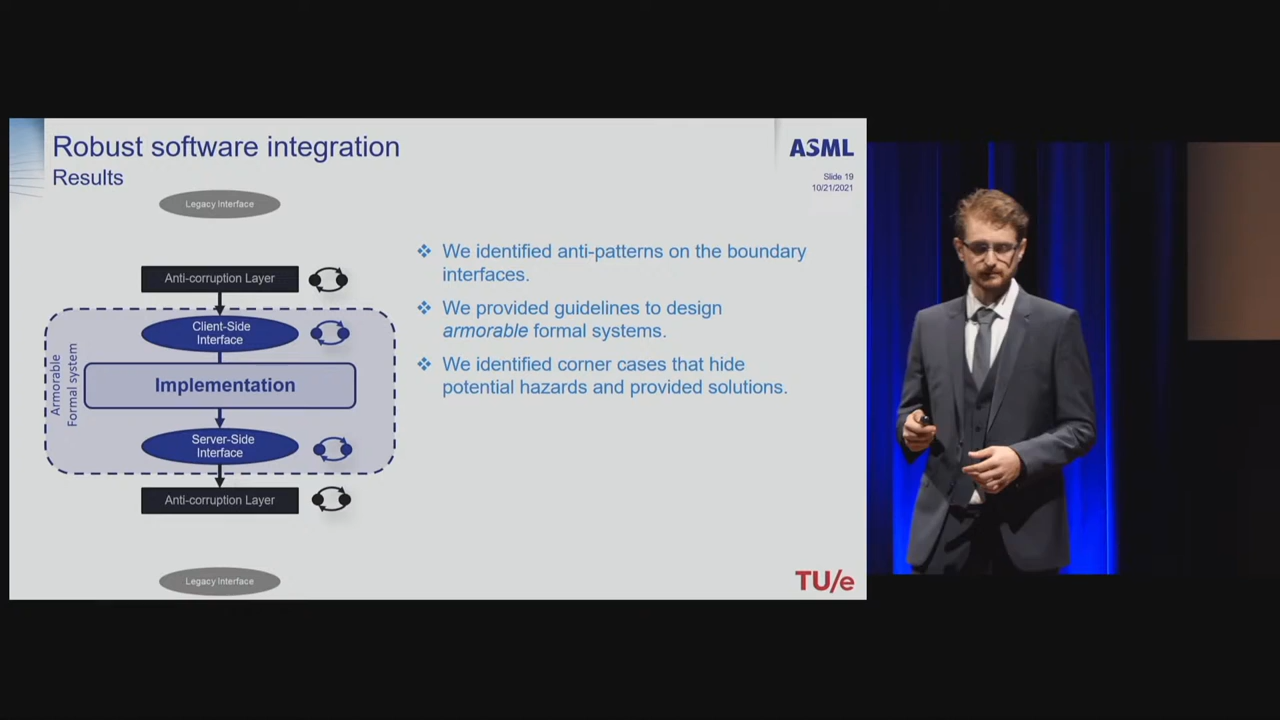 Robust software integration
Results
ASML
Slide 19
10/21/2021
Legacy Interface
Anti-corruption Layer
Client-Side
Interface
Armorable
Formal system
Implementation
Server-Side
Interface
Anti-corruption Layer
Legacy Interface
❖ We identified anti-patterns on the boundary
interfaces.
❖ We provided guidelines to design
armorable formal systems.
❖ We identified corner cases that hide
potential hazards and provided solutions.
TU/e